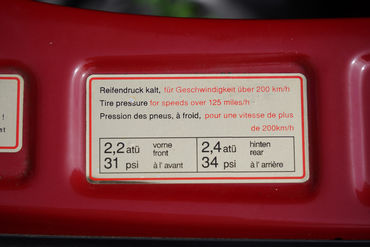 Reifendruck kalt, für Geschwindigkeit über 200 km/h
Tire pressure for speeds over 125 miles/h
Pression des pneus, à froid, pour une vitesse de plus
de 200km/h
2,2 atü vorne 2,4 atü hinten
front rear
31 psi à l'avant 34 psi à l'arrière
!
st